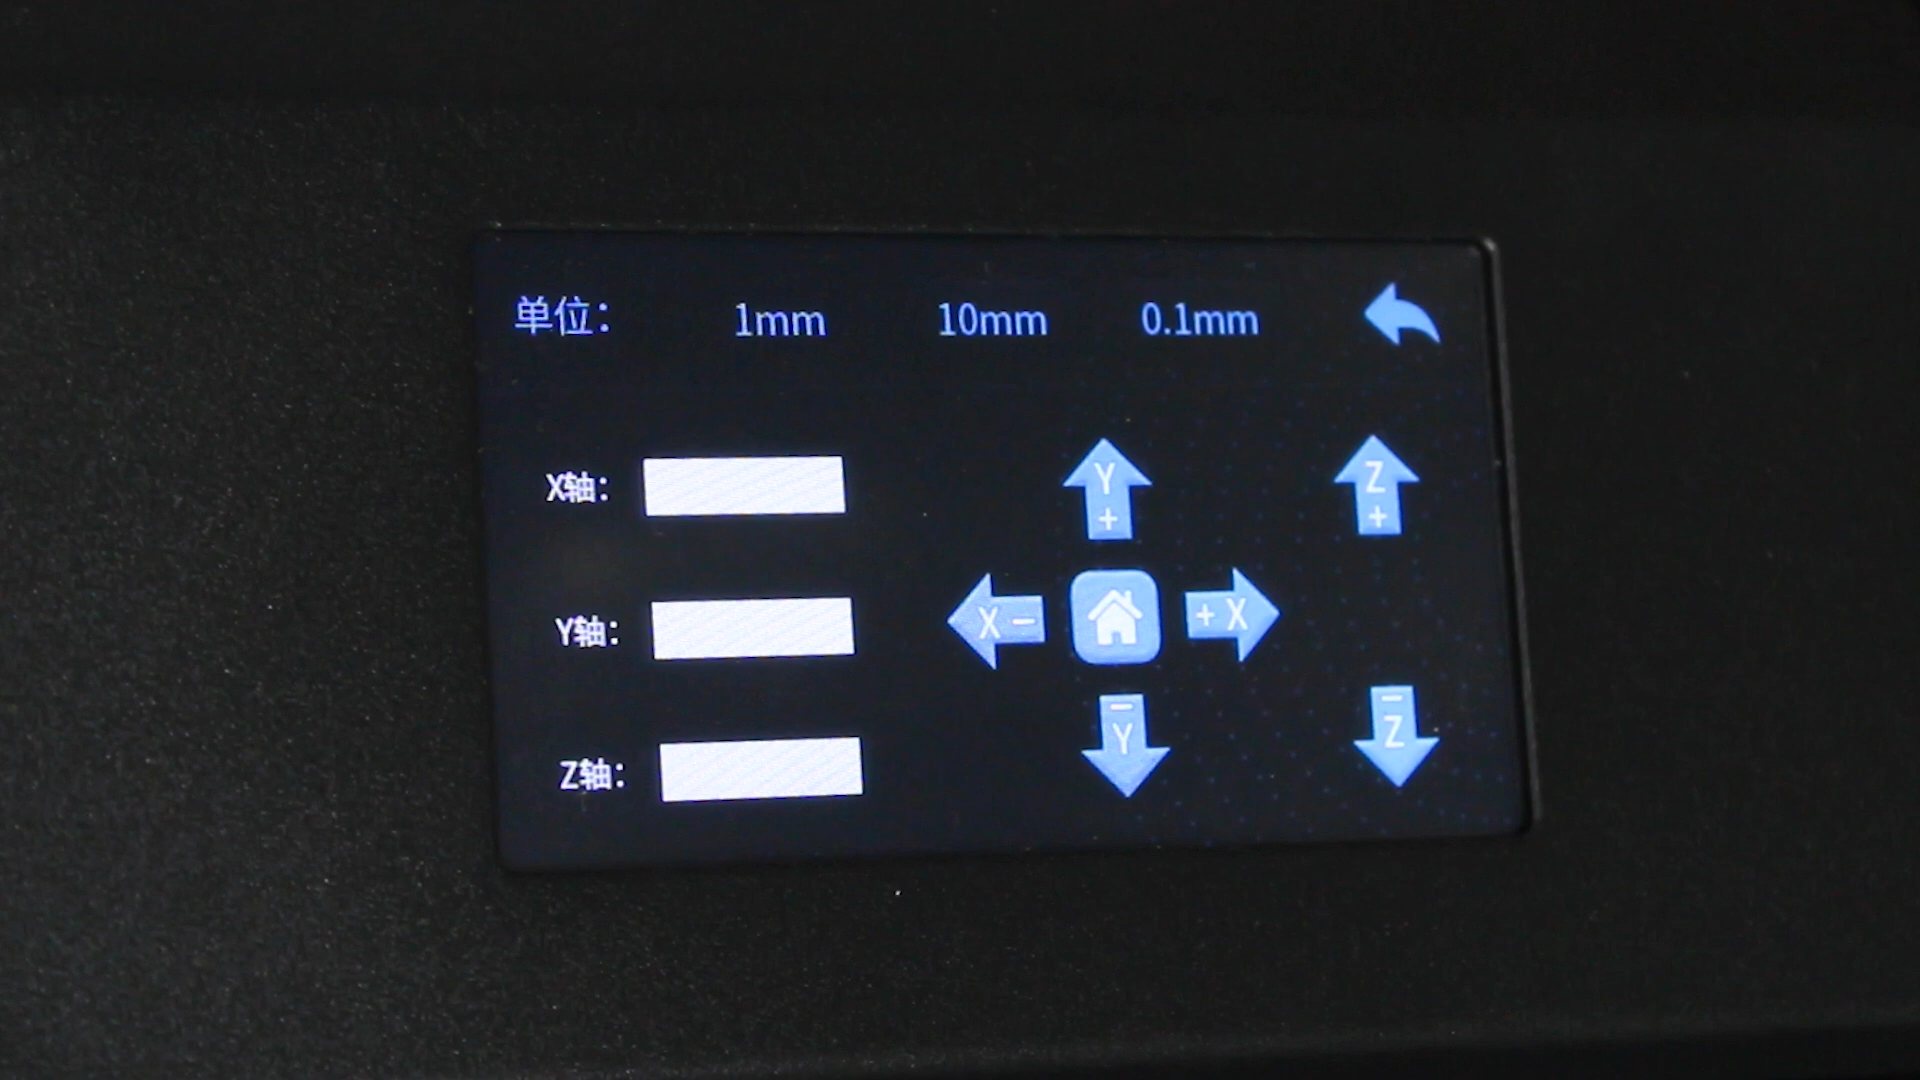 单位： 1mm 10mm 0.1mm
X轴：
Y +
Z +
Y轴：
X －
+ X
Z轴：
－ Y
－ Z